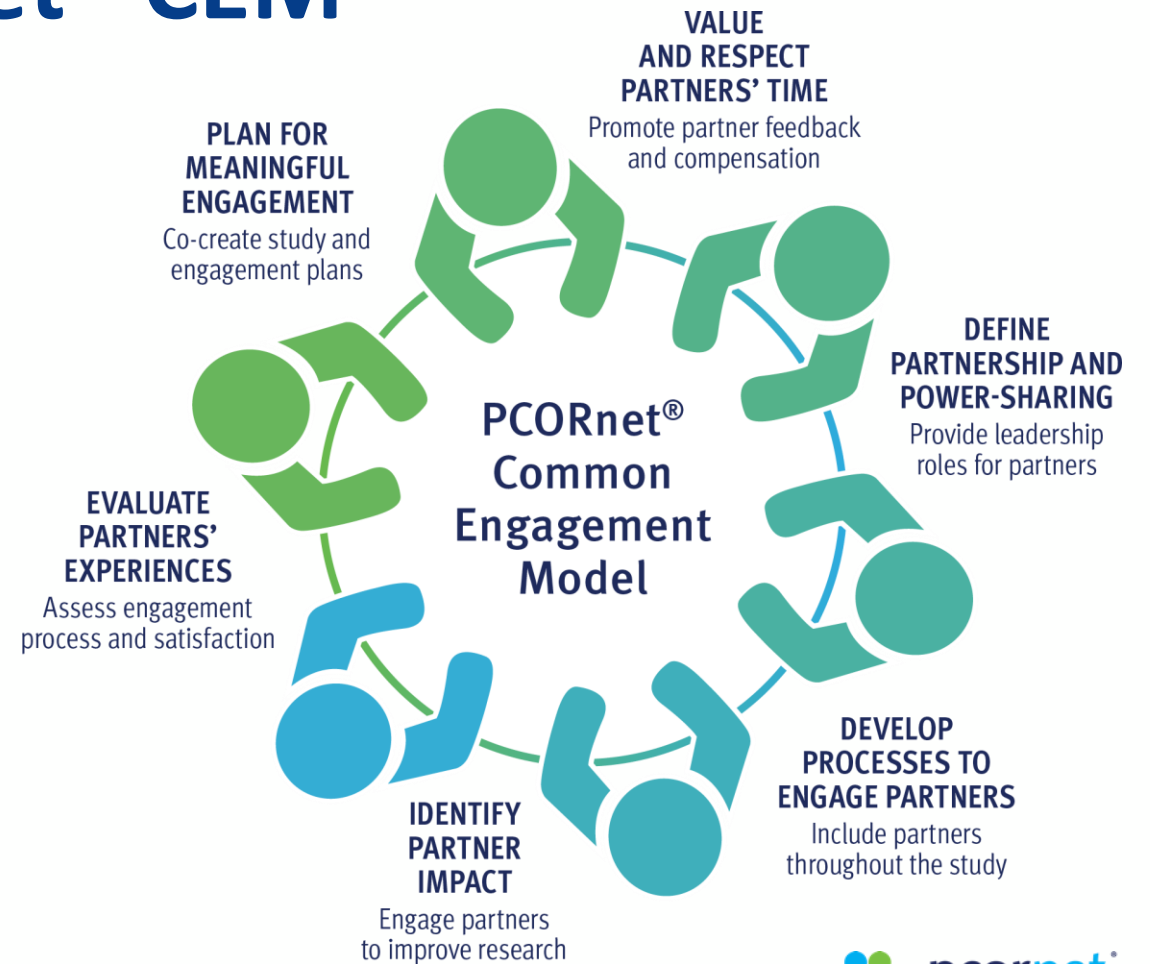 CEM
VALUE
AND RESPECT
PARTNERS' TIME
Promote partner feedback
and compensation
PLAN FOR
MEANINGFUL
ENGAGEMENT
Co-create study and
engagement plans
DEFINE
PARTNERSHIP AND
POWER-SHARING
Provide leadership
roles for partners
PCORnet®
Common
Engagement
Model
EVALUATE
PARTNERS'
EXPERIENCES
Assess engagement
process and satisfaction
DEVELOP
PROCESSES TO
ENGAGE PARTNERS
Include partners
throughout the study
IDENTIFY
PARTNER
IMPACT
Engage partners
to improve research
pcornet